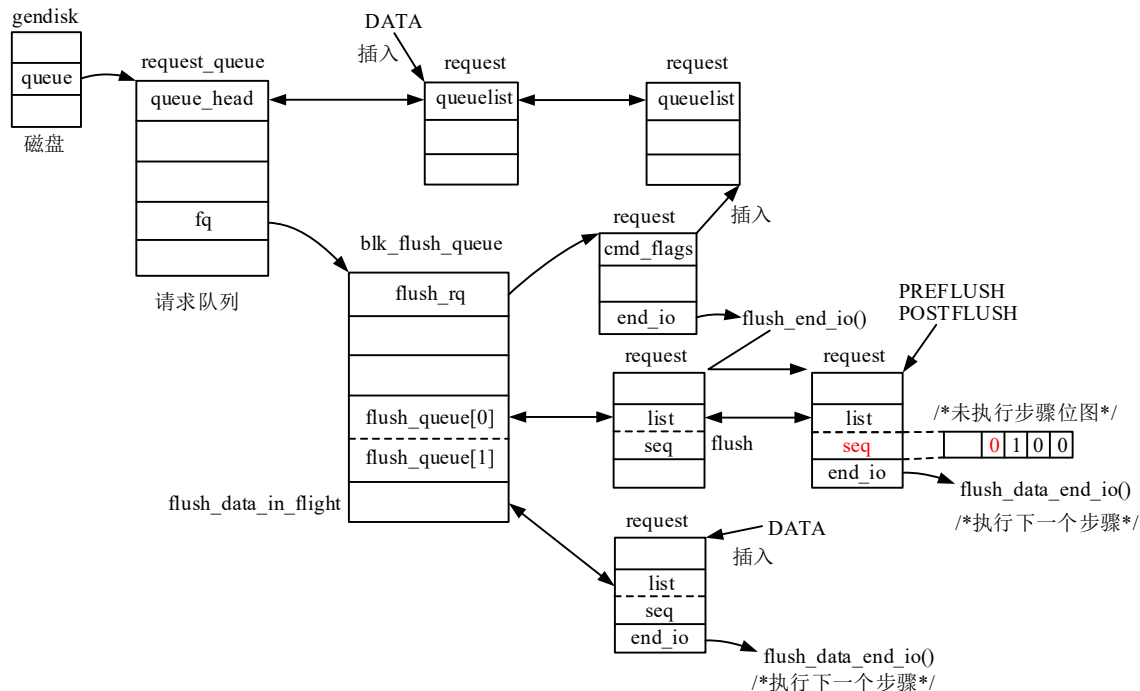 gendisk
queue
磁盘
request_queue
queue_head
fq
请求队列
DATA
插入
request
queuelist
request
queuelist
插入
request
cmd_flags
end_io
flush_end_io()
blk_flush_queue
flush_rq
flush_queue[0]
flush_queue[1]
flush_data_in_flight
request
list
seq
flush
PREFLUSH
POSTFLUSH
request
list
seq
end_io
/*未执行步骤位图*/
0 1 0 0
flush_data_end_io()
/*执行下一个步骤*/
request
DATA
插入
list
seq
end_io
flush_data_end_io()
/*执行下一个步骤*/